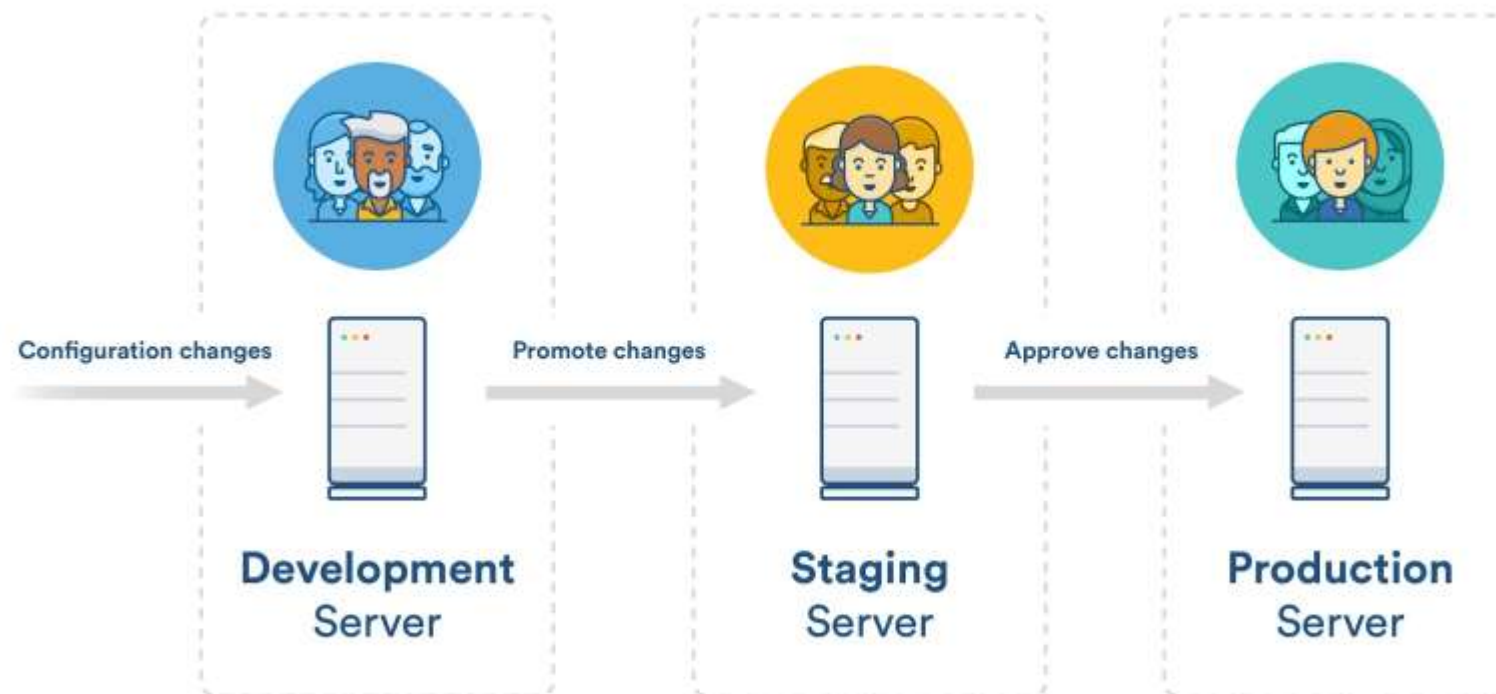 Configuration changes
Promote changes
Approve changes
Development
Server
Staging
Server
Production
Server